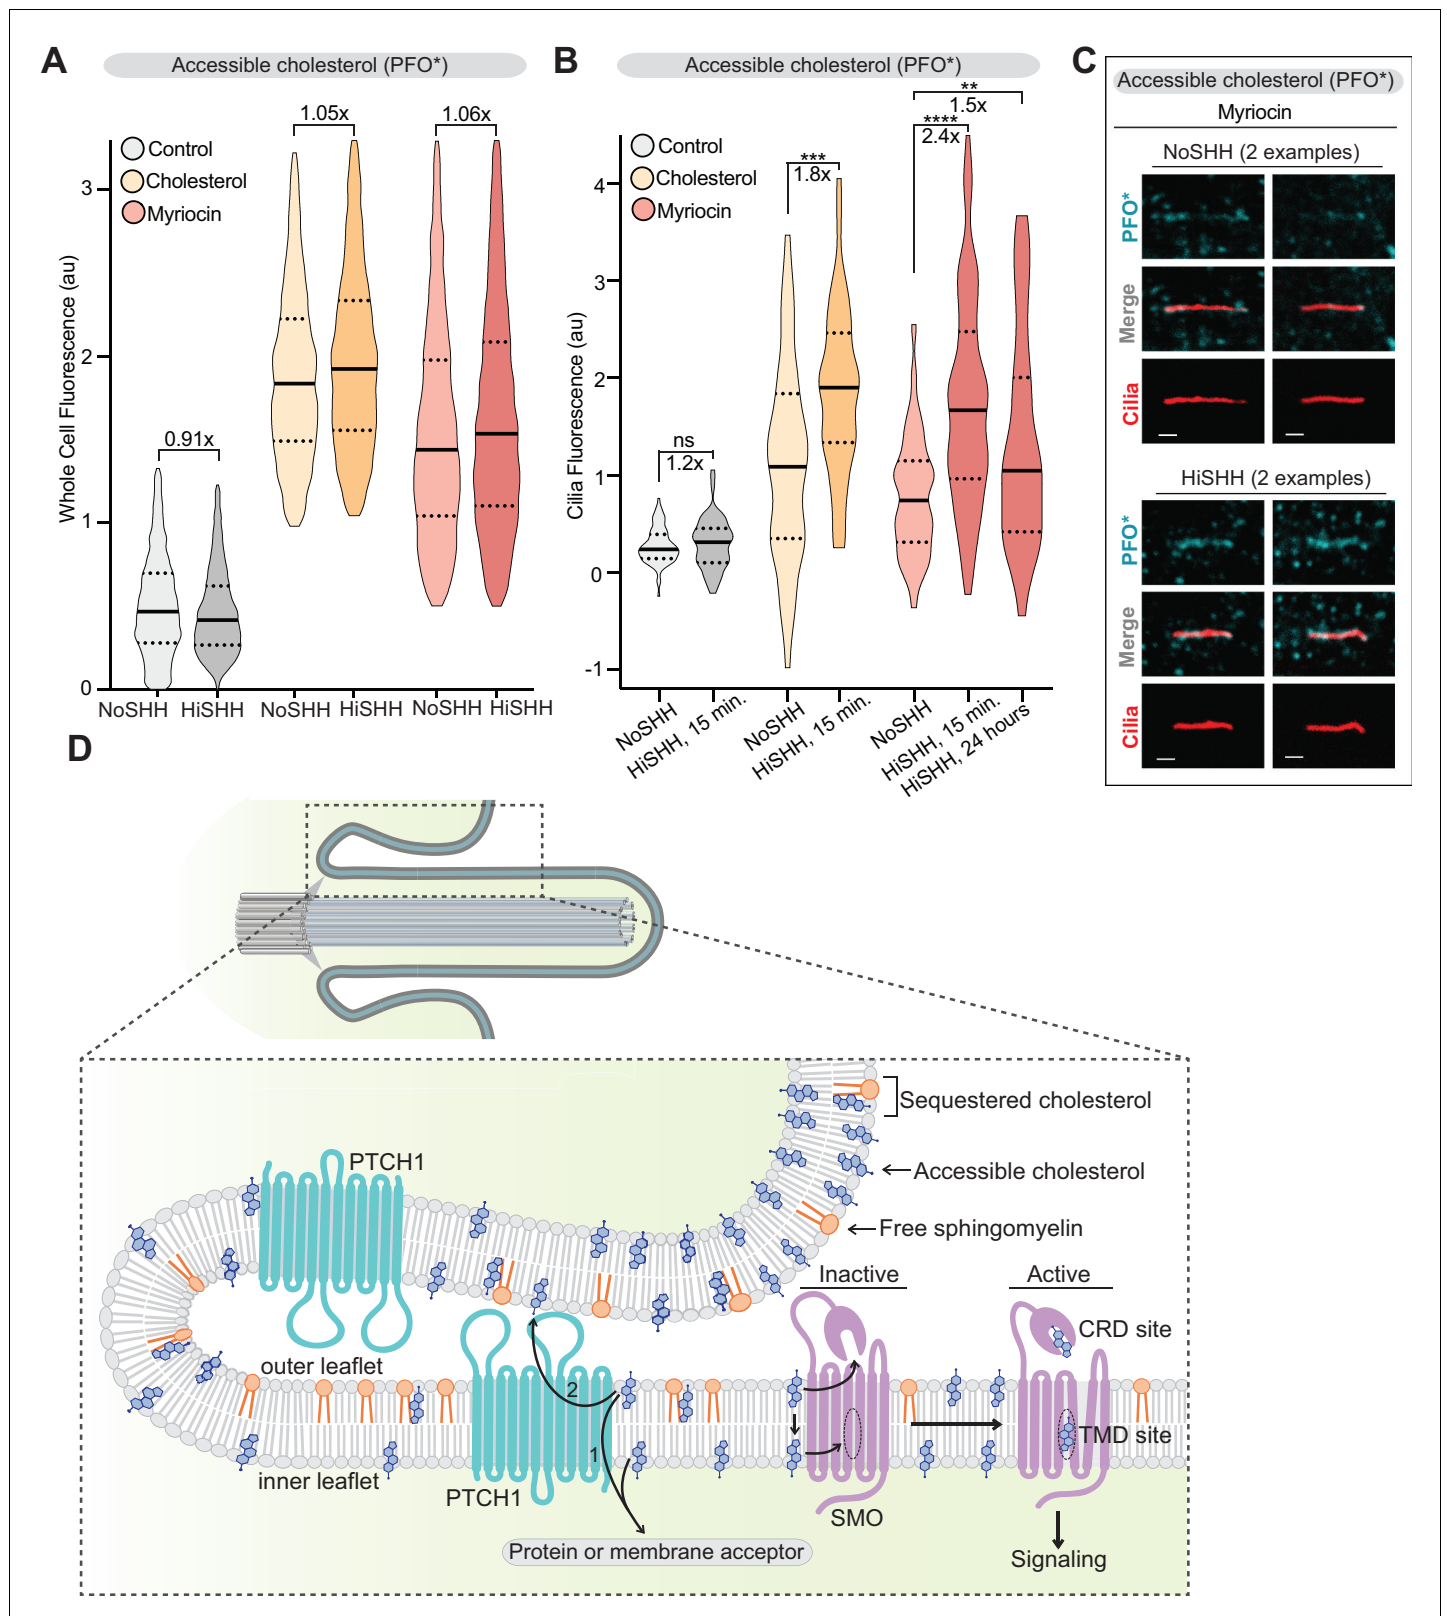 A
Accessible cholesterol (PFO*)
Control
Cholesterol
Myriocin
1.05x
1.06x
0.91x
Whole Cell Fluorescence (au)
3
2
1
0
NoSHH HiSHH NoSHH HiSHH NoSHH HiSHH
B
Accessible cholesterol (PFO*)
Control
Cholesterol
Myriocin
**
1.5x
****
2.4x
***
1.8x
ns
1.2x
Cilia Fluorescence (au)
4
3
2
1
0
-1
NoSHH
HiSHH, 15 min.
NoSHH
HiSHH, 15 min.
NoSHH
HiSHH, 15 min.
HiSHH, 24 hours
C
Accessible cholesterol (PFO*)
Myriocin
NoSHH (2 examples)
PFO*
Merge
Cilia
HiSHH (2 examples)
PFO*
Merge
Cilia
D
Sequestered cholesterol
PTCH1
Accessible cholesterol
Free sphingomyelin
Inactive
Active
CRD site
outer leaflet
2
TMD site
1
inner leaflet
PTCH1
SMO
Protein or membrane acceptor
Signaling